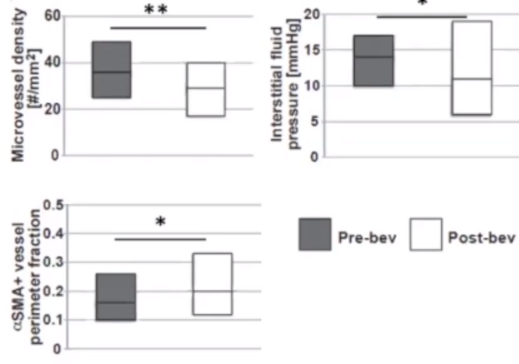 Microvessel density
[#/mm²]
60
40
20
0
**
Interstitial fluid
pressure [mmHg]
20
15
10
5
0
*
αSMA+ vessel
perimeter fraction
0.5
0.4
0.3
0.2
0.1
0
*
Pre-bev
Post-bev